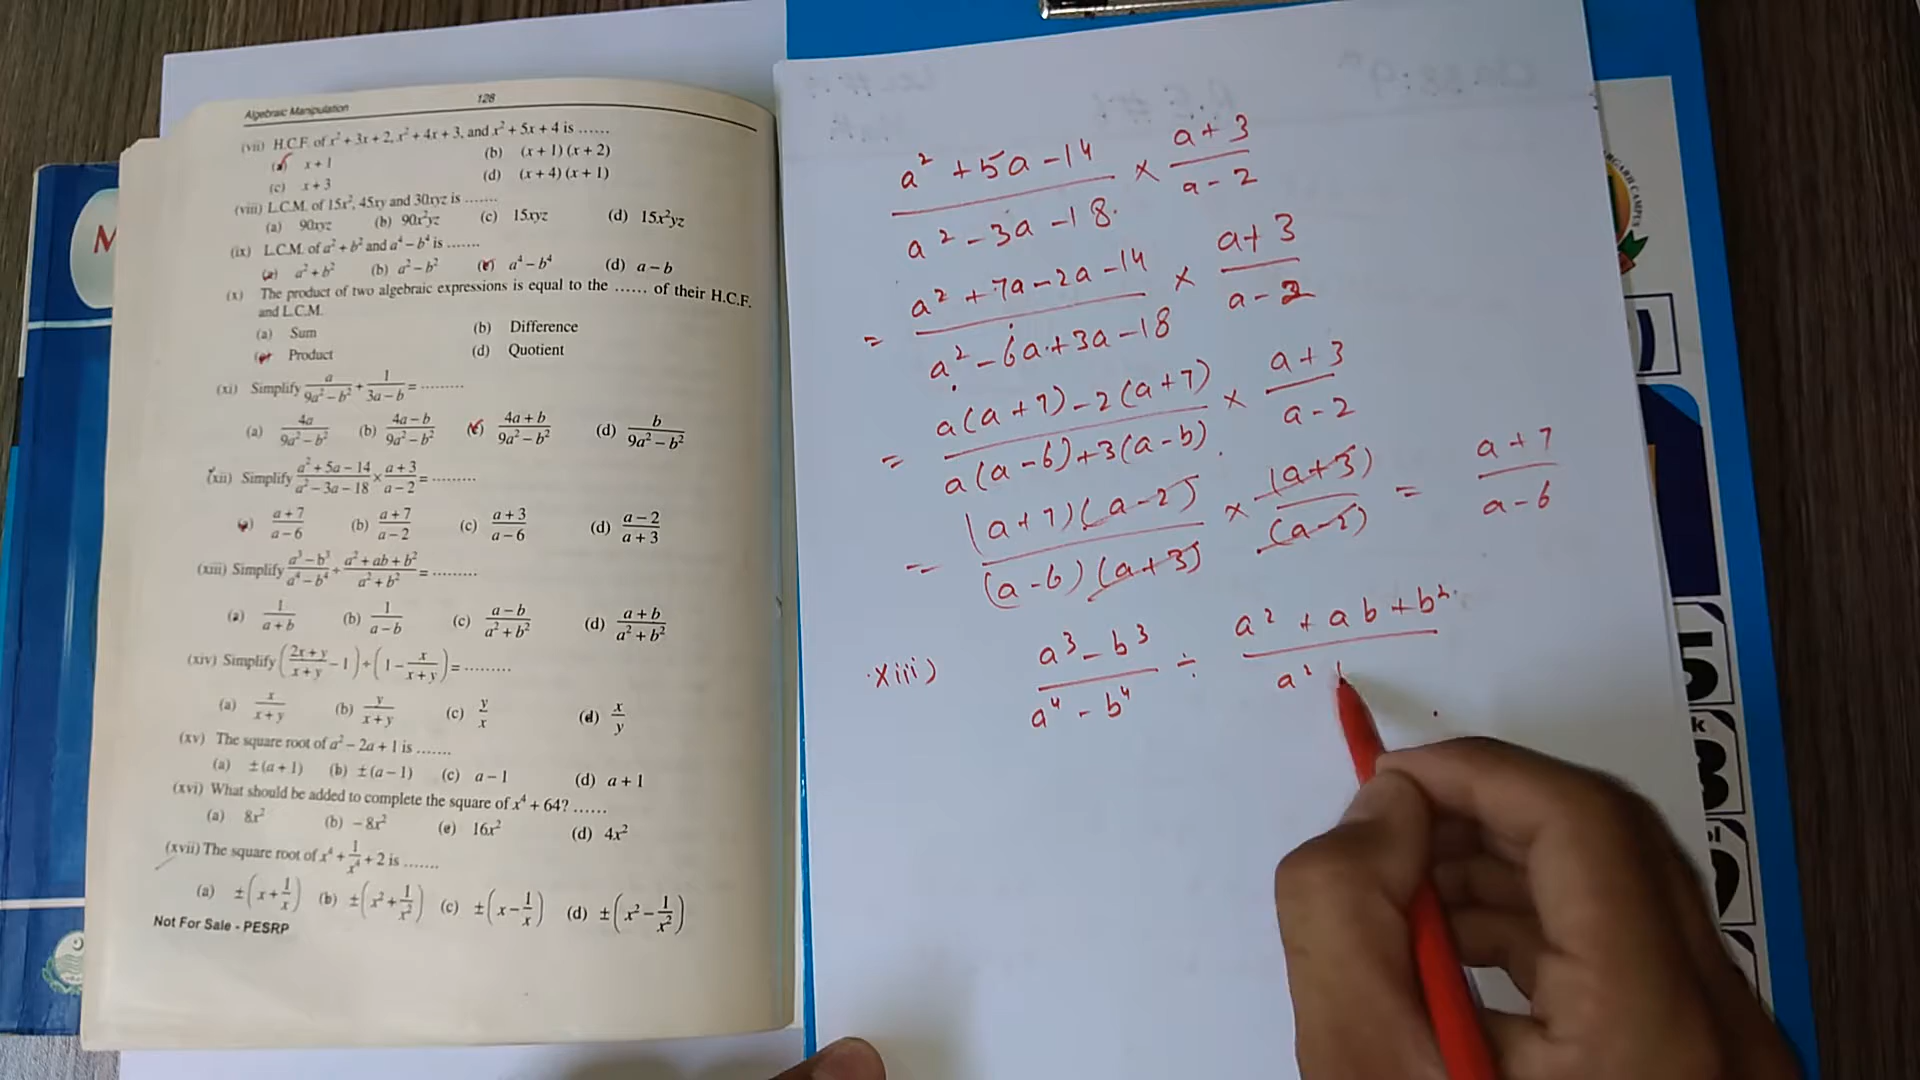 Algebraic Manipulation 128
(vii) H.C.F. of x² + 3x + 2, x² + 4x + 3, and x² + 5x + 4 is ......
(a) x + 1 (b) (x + 1) (x + 2)
(c) x + 3 (d) (x + 4) (x + 1)
(viii) L.C.M. of 15x², 45xy and 30xyz is .......
(a) 90xyz (b) 90x²yz (c) 15xyz (d) 15x²yz
(ix) L.C.M. of a² + b² and a⁴ – b⁴ is .......
(a) a² + b² (b) a² – b² (c) a⁴ – b⁴ (d) a – b
(x) The product of two algebraic expressions is equal to the ...... of their H.C.F.
and L.C.M.
(a) Sum (b) Difference
(c) Product (d) Quotient
(xi) Simplify a/(9a² – b²) + 1/(3a – b) = .........
(a) 4a/(9a² – b²) (b) (4a – b)/(9a² – b²) (c) (4a + b)/(9a² – b²) (d) b/(9a² – b²)
(xii) Simplify (a² + 5a – 14)/(a² – 3a – 18) × (a + 3)/(a – 2) = .........
(a) (a + 7)/(a – 6) (b) (a + 7)/(a – 2) (c) (a + 3)/(a – 6) (d) (a – 2)/(a + 3)
(xiii) Simplify (a³ – b³)/(a⁴ – b⁴) ÷ (a² + ab + b²)/(a² + b²) = .........
(a) 1/(a + b) (b) 1/(a – b) (c) (a – b)/(a² + b²) (d) (a + b)/(a² + b²)
(xiv) Simplify ((2x + y)/(x + y) – 1) ÷ (1 – x/(x + y)) = .........
(a) x/(x + y) (b) y/(x + y) (c) y/x (d) x/y
(xv) The square root of a² – 2a + 1 is .......
(a) ±(a + 1) (b) ±(a – 1) (c) a – 1 (d) a + 1
(xvi) What should be added to complete the square of x⁴ + 64? ......
(a) 8x² (b) – 8x² (c) 16x² (d) 4x²
(xvii) The square root of x⁴ + 1/x⁴ + 2 is .......
(a) ±(x + 1/x) (b) ±(x² + 1/x²) (c) ±(x – 1/x) (d) ±(x² – 1/x²)
Not For Sale - PESRP
(a² + 5a – 14)/(a² – 3a – 18) × (a + 3)/(a – 2)
= (a² + 7a – 2a – 14)/(a² – 6a + 3a – 18) × (a + 3)/(a – 2)
= (a(a + 7) – 2(a + 7))/(a(a – 6) + 3(a – 6)) × (a + 3)/(a – 2)
= ((a + 7)(a – 2))/((a – 6)(a + 3)) × (a + 3)/(a – 2) = (a + 7)/(a – 6)
xiii) (a³ – b³)/(a⁴ – b⁴) ÷ (a² + ab + b²)/(a²